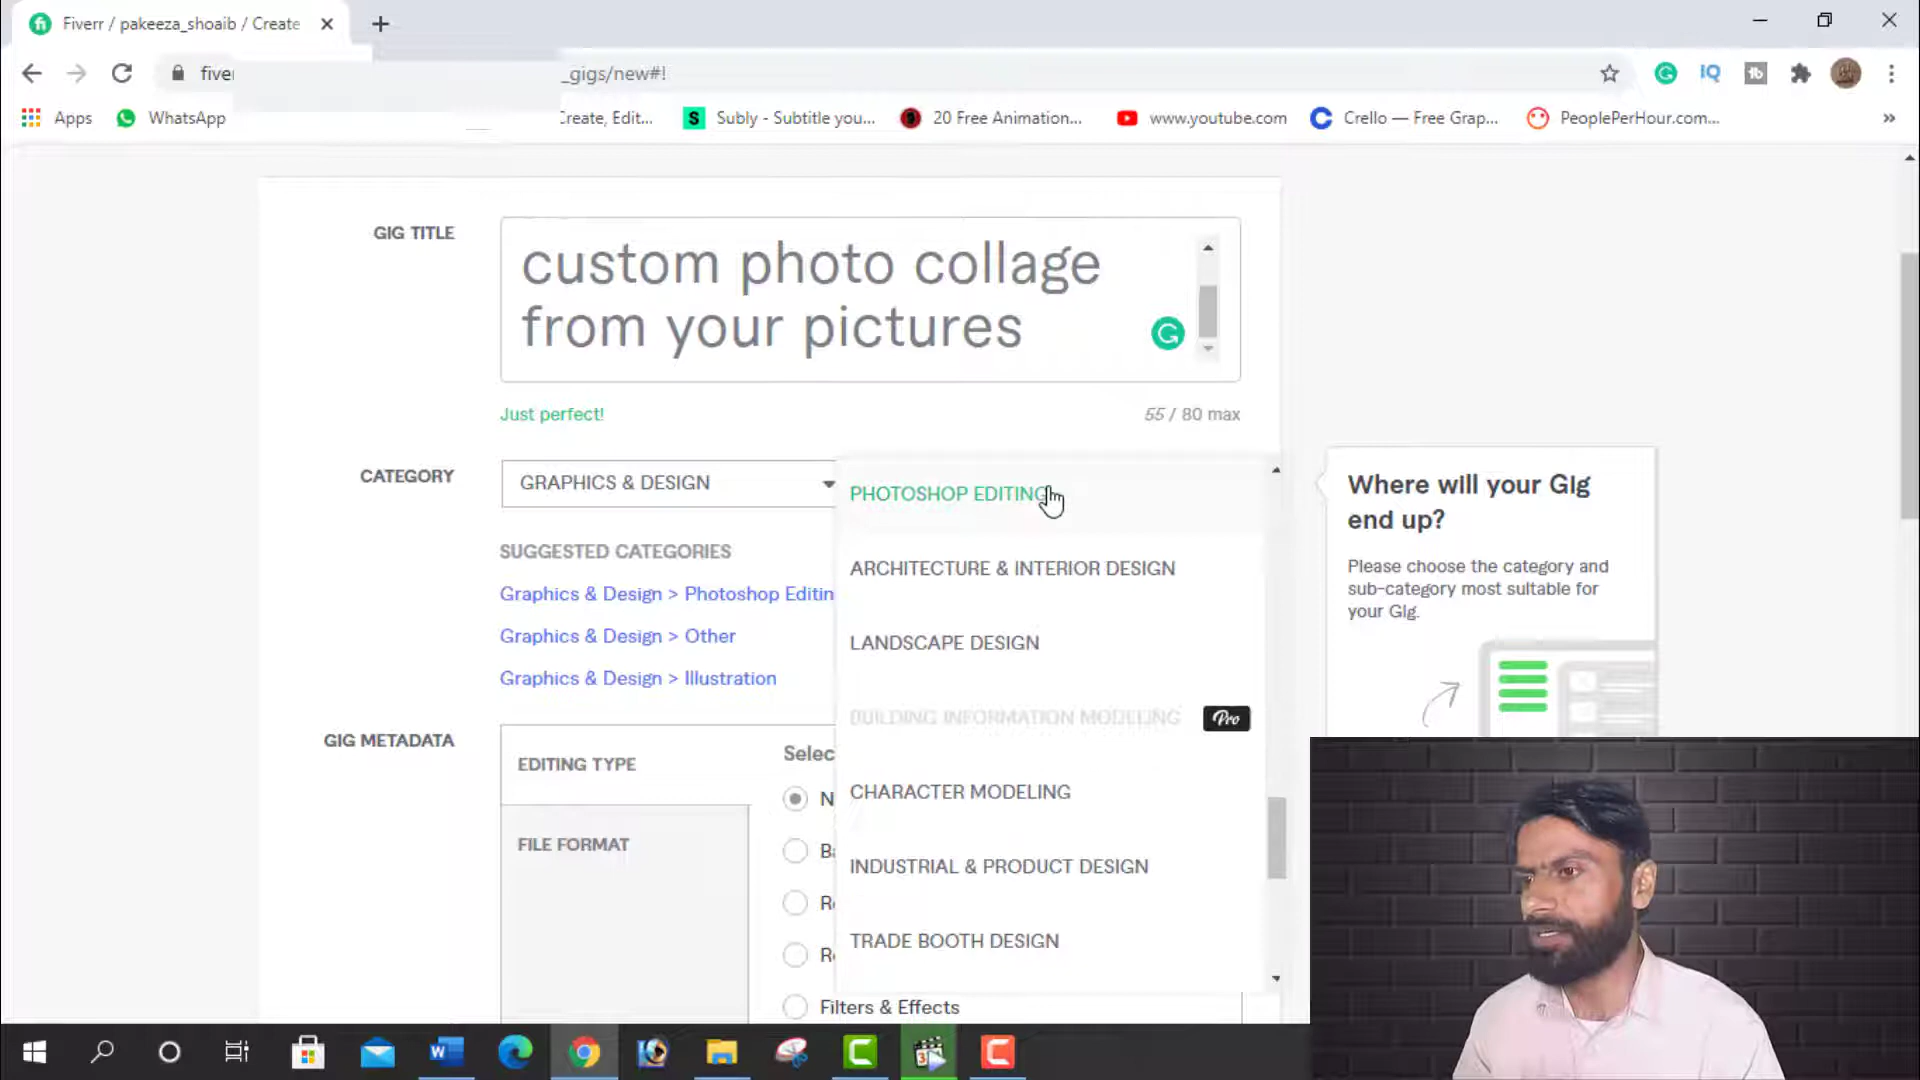 Fiverr / pakeeza_shoaib / Create
fiver
_gigs/new#!
Apps
WhatsApp
Create, Edit...
Subly - Subtitle you...
20 Free Animation...
www.youtube.com
Crello — Free Grap...
PeoplePerHour.com...
GIG TITLE
custom photo collage
from your pictures
Just perfect!
55 / 80 max
CATEGORY
GRAPHICS & DESIGN
PHOTOSHOP EDITING
SUGGESTED CATEGORIES
Graphics & Design > Photoshop Editin
Graphics & Design > Other
Graphics & Design > Illustration
ARCHITECTURE & INTERIOR DESIGN
LANDSCAPE DESIGN
BUILDING INFORMATION MODELING Pro
CHARACTER MODELING
INDUSTRIAL & PRODUCT DESIGN
TRADE BOOTH DESIGN
Where will your Gig
end up?
Please choose the category and
sub-category most suitable for
your Gig.
GIG METADATA
EDITING TYPE
FILE FORMAT
Selec
N
Ba
Re
Re
Filters & Effects